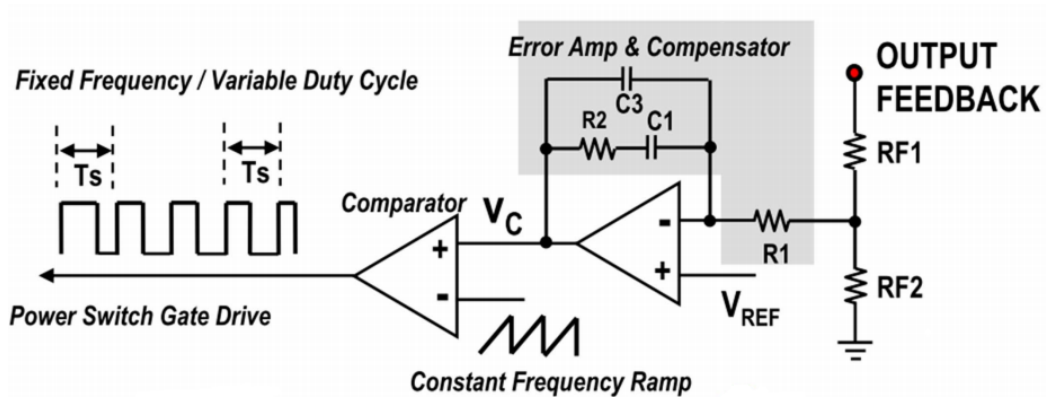 Error Amp & Compensator
OUTPUT
FEEDBACK
Fixed Frequency / Variable Duty Cycle
C3
R2
C1
RF1
Ts
Ts
Comparator
VC
+
-
-
+
R1
RF2
VREF
Power Switch Gate Drive
Constant Frequency Ramp